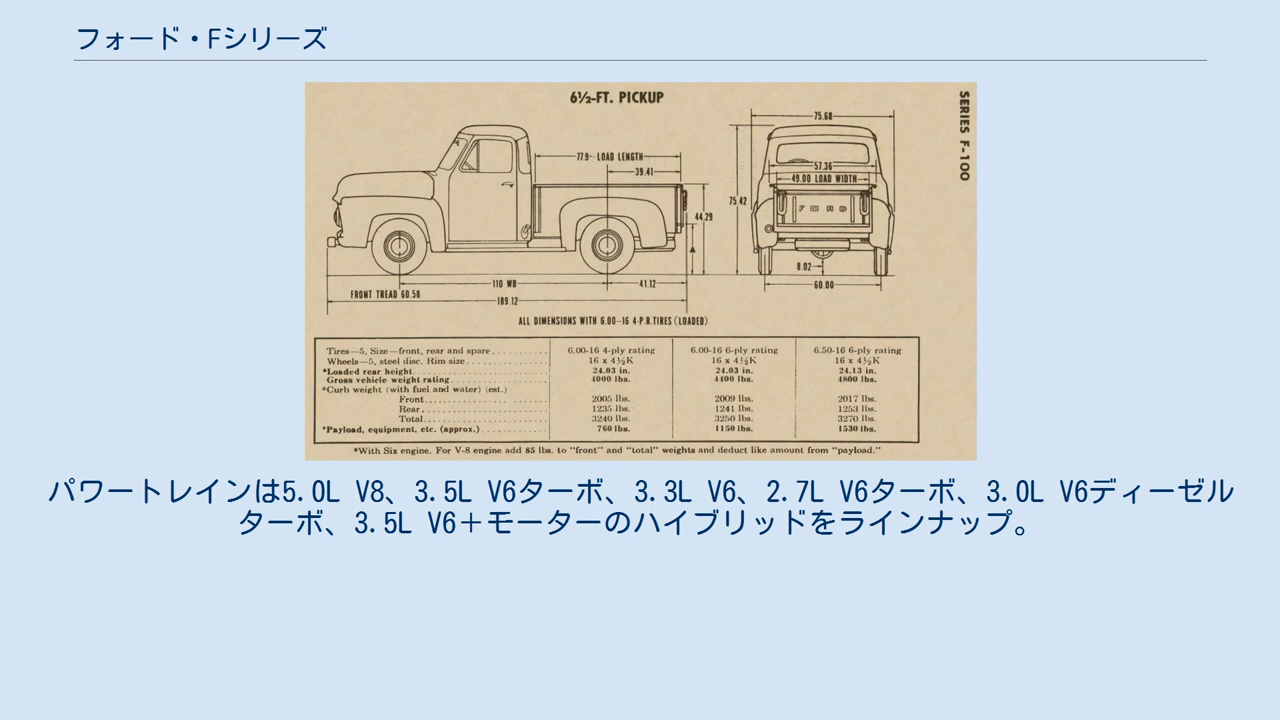 フォード・Fシリーズ
6½-FT. PICKUP
SERIES F-100
75.68
77.9 LOAD LENGTH
39.41
57.36
49.00 LOAD WIDTH
75.42
44.29
FORD
8.02
110 WB
41.12
60.00
FRONT TREAD 60.58
189.12
ALL DIMENSIONS WITH 6.00-16 4-P.R. TIRES (LOADED)
Tires—5, Size—front, rear and spare.......... 6.00-16 4-ply rating 6.00-16 6-ply rating 6.50-16 6-ply rating
Wheels—5, steel disc. Rim size.............. 16 x 4½K 16 x 4½K 16 x 4½K
*Loaded rear height......................... 24.03 in. 24.03 in. 24.13 in.
Gross vehicle weight rating................. 4000 lbs. 4400 lbs. 4800 lbs.
*Curb weight (with fuel and water) (est.)
Front...................... 2005 lbs. 2009 lbs. 2017 lbs.
Rear....................... 1235 lbs. 1241 lbs. 1253 lbs.
Total...................... 3240 lbs. 3250 lbs. 3270 lbs.
*Payload, equipment, etc. (approx.)........... 760 lbs. 1150 lbs. 1530 lbs.
*With Six engine. For V-8 engine add 85 lbs. to "front" and "total" weights and deduct like amount from "payload."
パワートレインは5.0L V8、3.5L V6ターボ、3.3L V6、2.7L V6ターボ、3.0L V6ディーゼル
ターボ、3.5L V6＋モーターのハイブリッドをラインナップ。